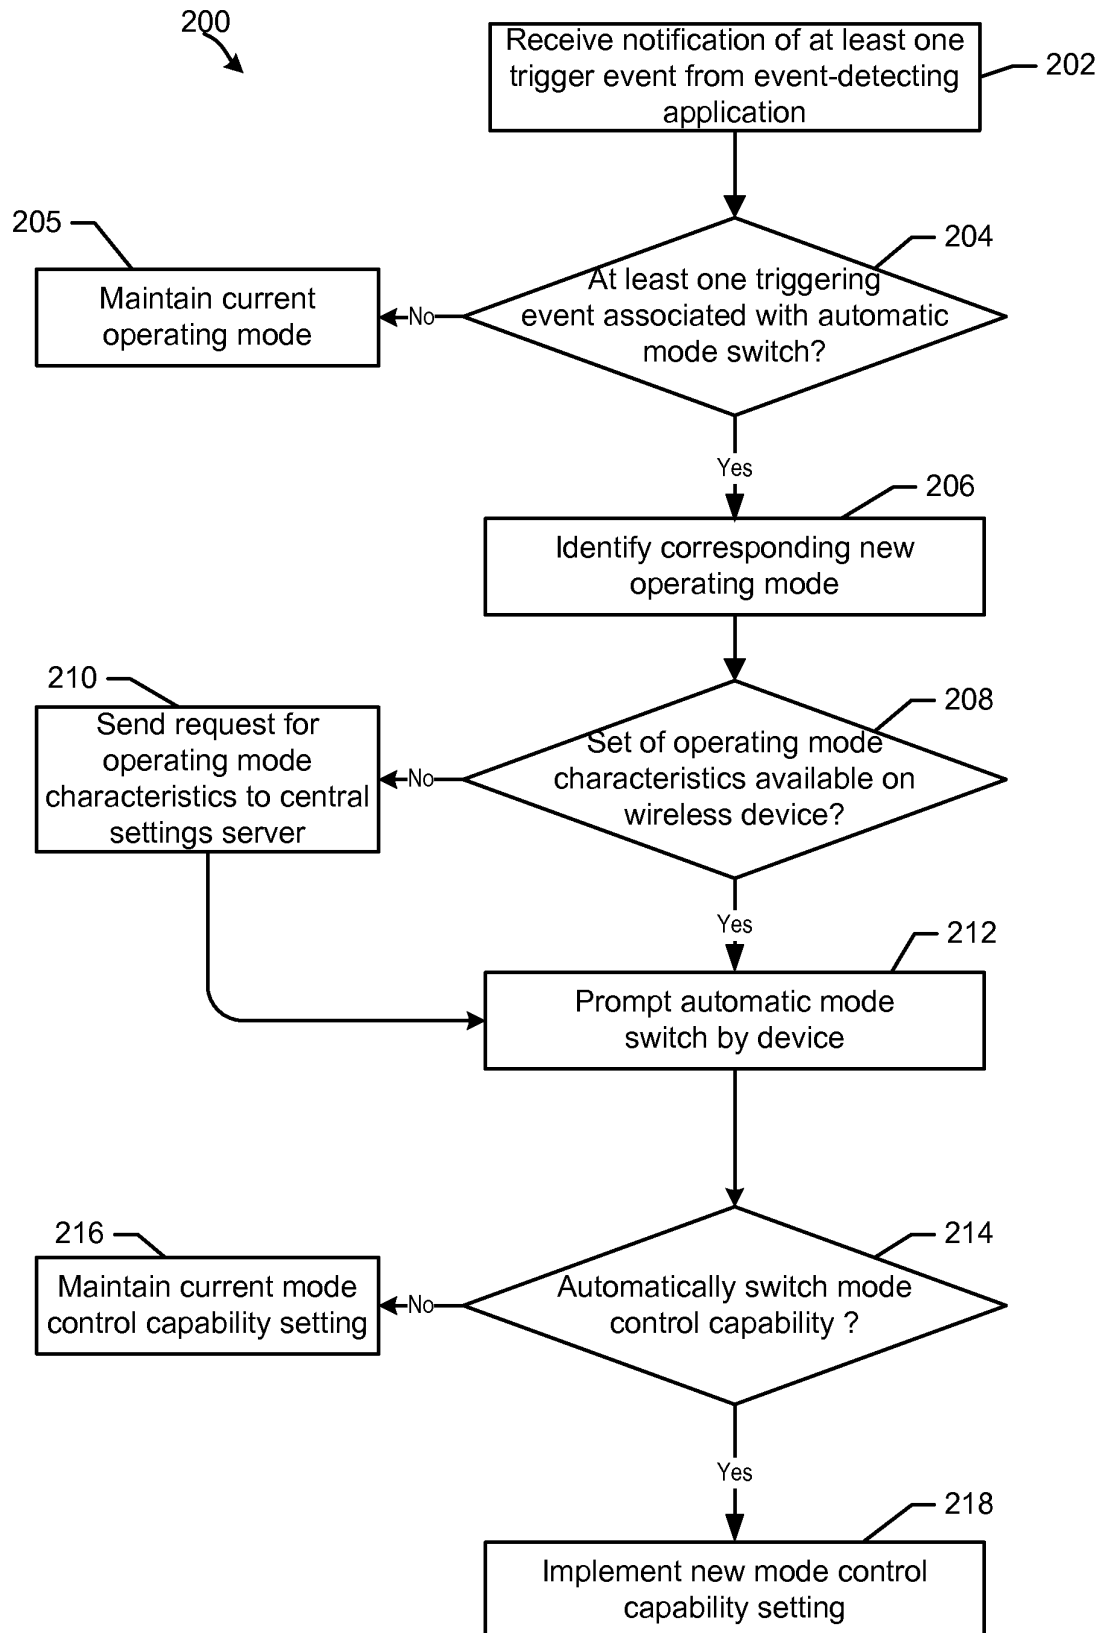 200
Receive notification of at least one
trigger event from event-detecting
application
202
205
204
Maintain current
operating mode
No
At least one triggering
event associated with automatic
mode switch?
Yes
206
Identify corresponding new
operating mode
210
208
Send request for
operating mode
characteristics to central
settings server
No
Set of operating mode
characteristics available on
wireless device?
Yes
212
Prompt automatic mode
switch by device
216
214
Maintain current mode
control capability setting
No
Automatically switch mode
control capability ?
Yes
218
Implement new mode control
capability setting